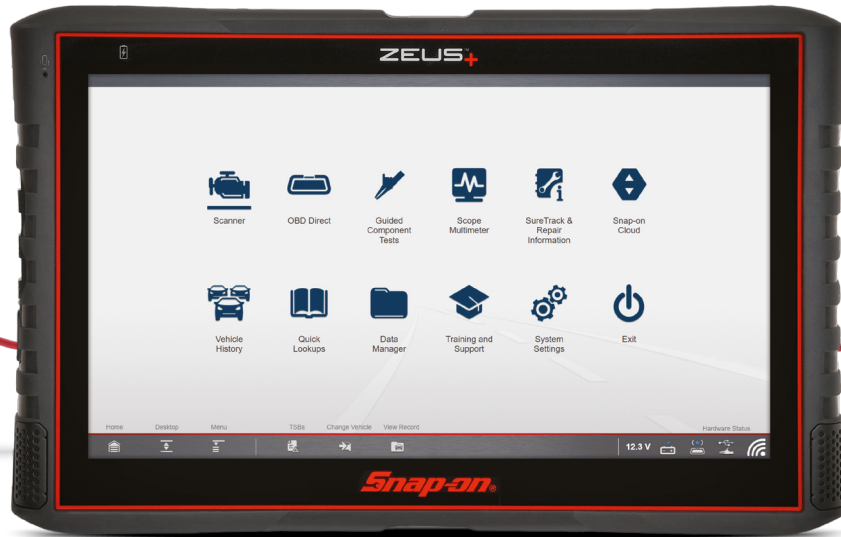 ZEUS™+
Scanner
OBD Direct
Guided
Component
Tests
Scope
Multimeter
SureTrack &
Repair
Information
Snap-on
Cloud
Vehicle
History
Quick
Lookups
Data
Manager
Training and
Support
System
Settings
Exit
Home
Desktop
Menu
TSBs
Change Vehicle
View Record
Hardware Status
12.3 V
Snap-on®